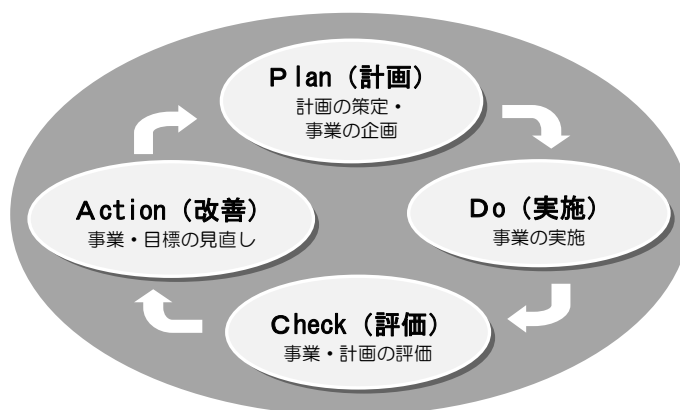 Plan（計画）
計画の策定・
事業の企画
Action（改善）
事業・目標の見直し
Do（実施）
事業の実施
Check（評価）
事業・計画の評価